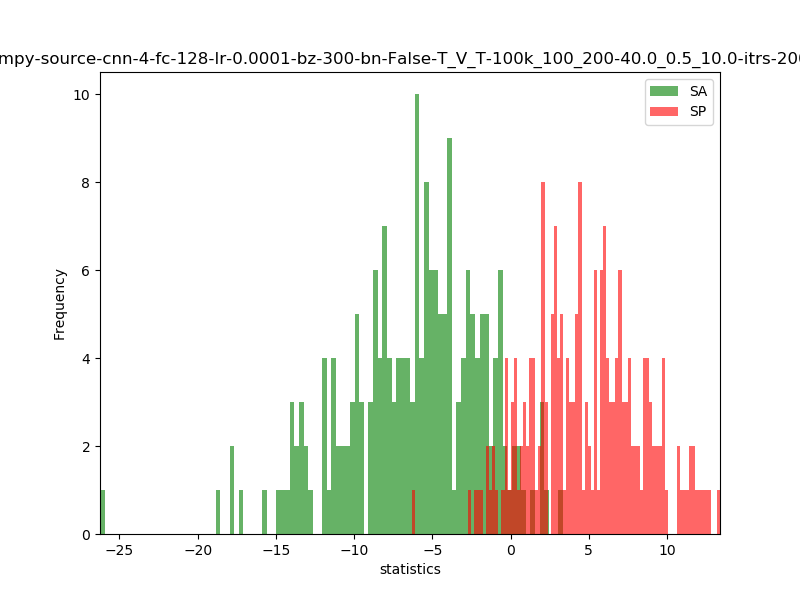 mpy-source-cnn-4-fc-128-lr-0.0001-bz-300-bn-False-T_V_T-100k_100_200-40.0_0.5_10.0-itrs-200
SA
SP
Frequency
10
8
6
4
2
0
−25
−20
−15
−10
−5
0
5
10
statistics